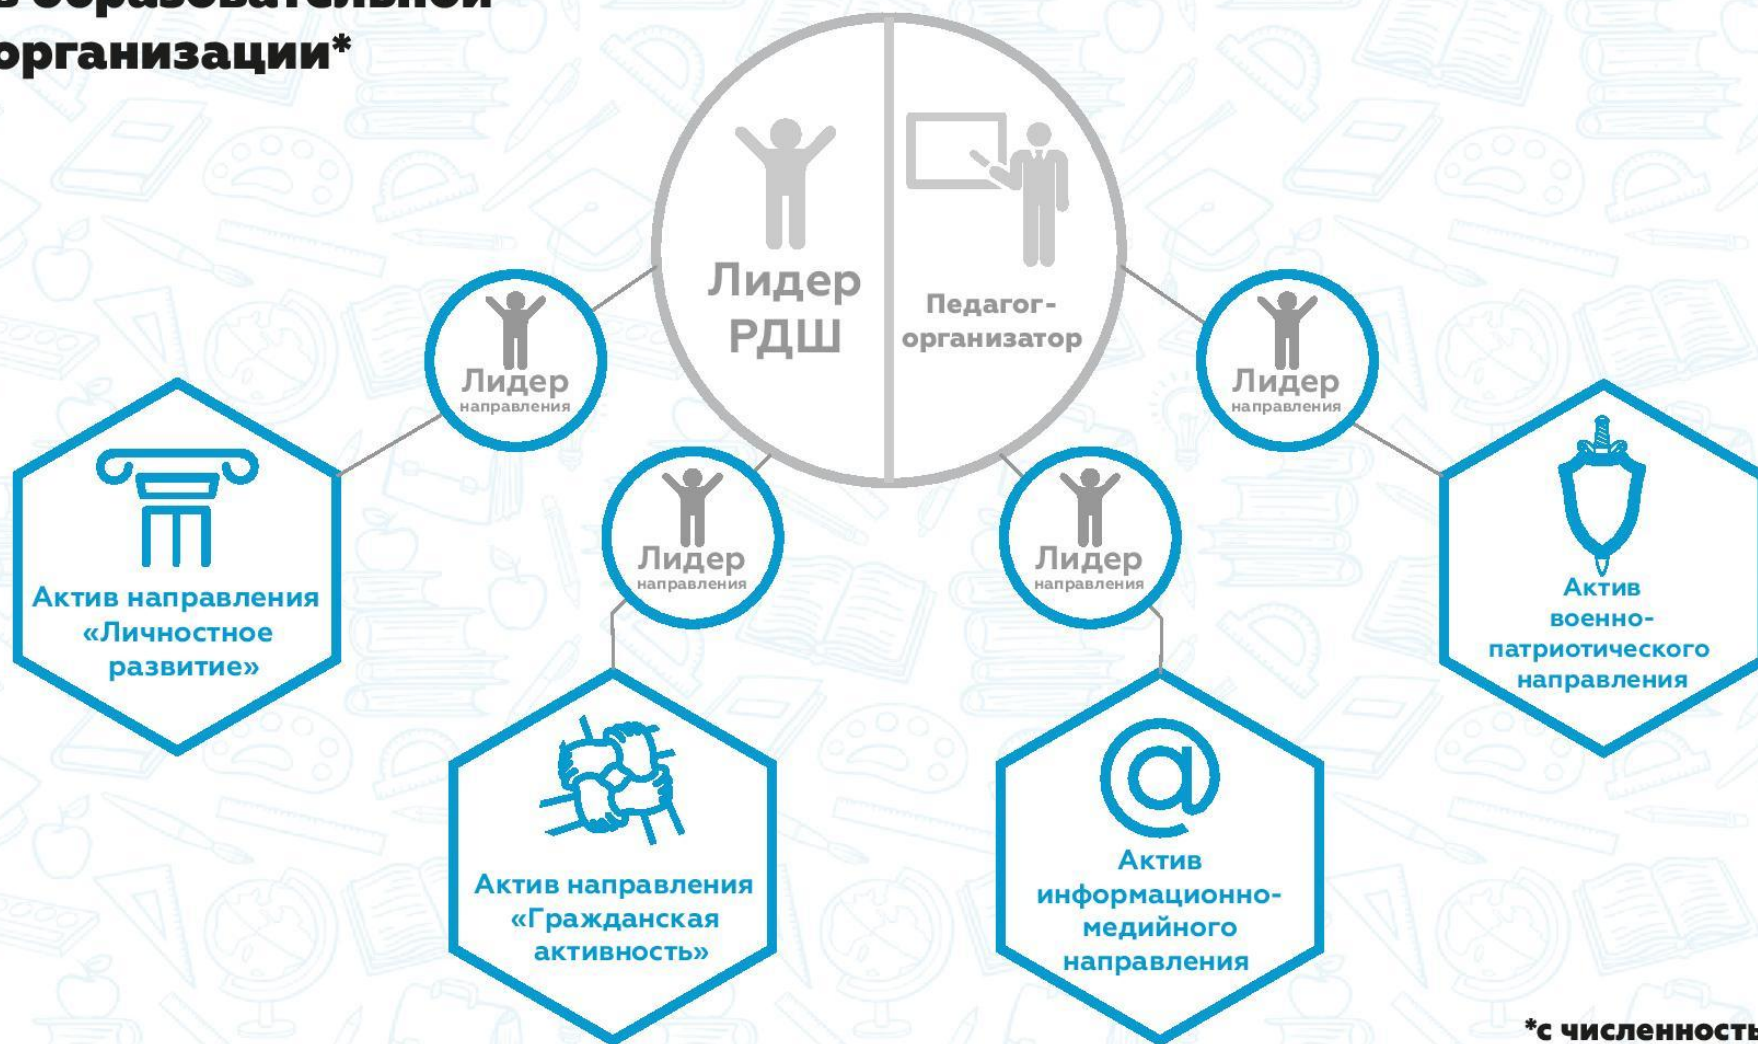 в образовательной
организации*
Лидер
РДШ
Педагог-
организатор
Лидер
направления
Лидер
направления
Лидер
направления
Лидер
направления
Актив направления
«Личностное
развитие»
Актив направления
«Гражданская
активность»
Актив
информационно-
медийного
направления
Актив
военно-
патриотического
направления
*с численность